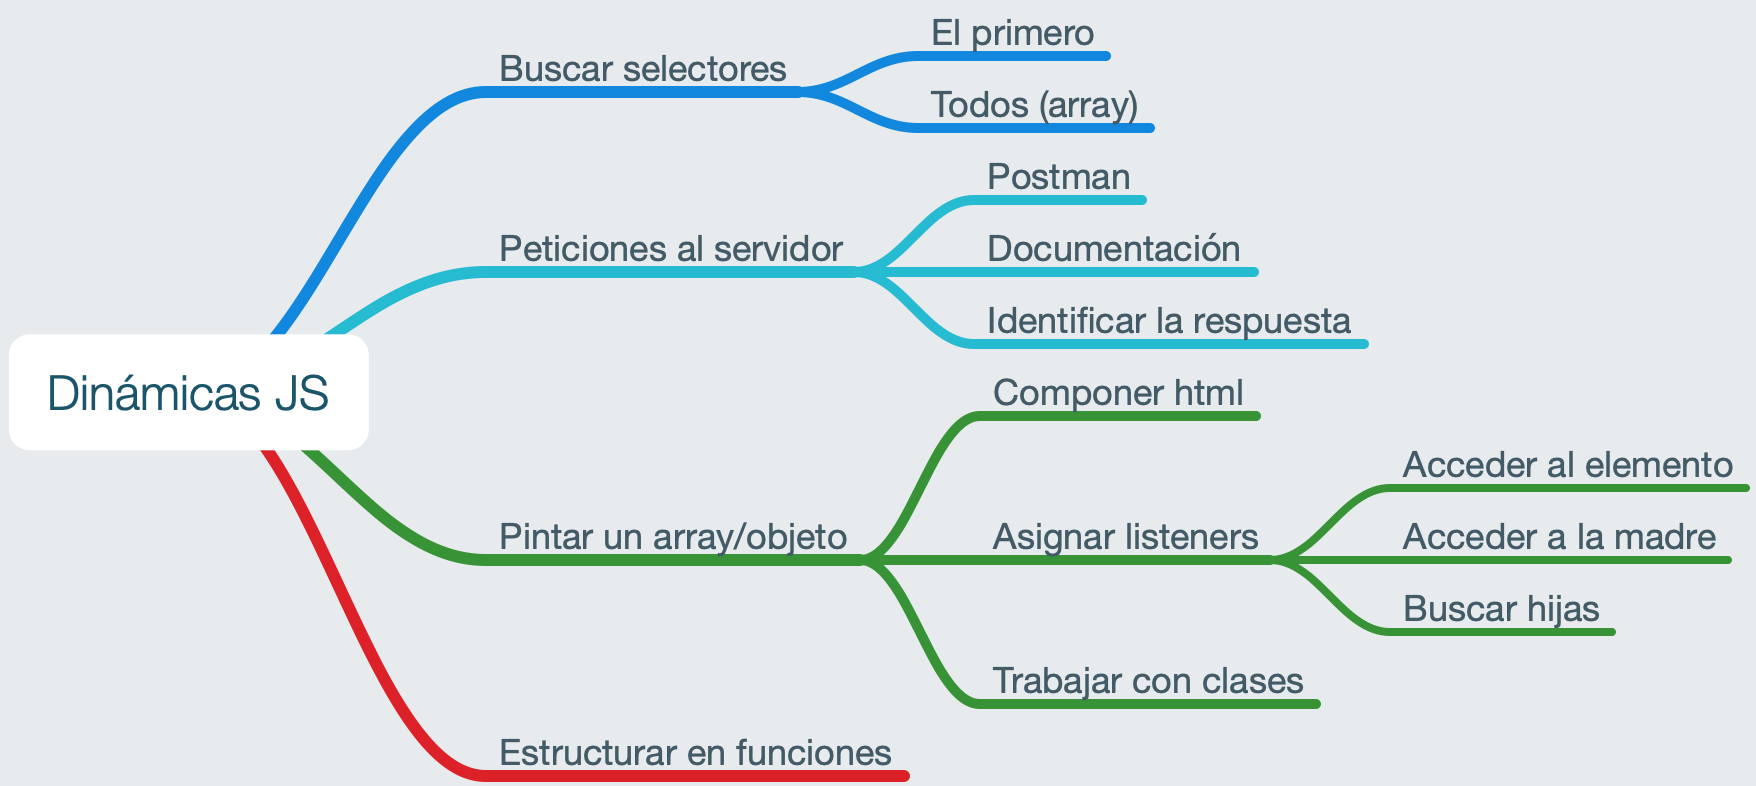 Dinámicas JS
Buscar selectores
El primero
Todos (array)
Peticiones al servidor
Postman
Documentación
Identificar la respuesta
Pintar un array/objeto
Componer html
Asignar listeners
Acceder al elemento
Acceder a la madre
Buscar hijas
Trabajar con clases
Estructurar en funciones